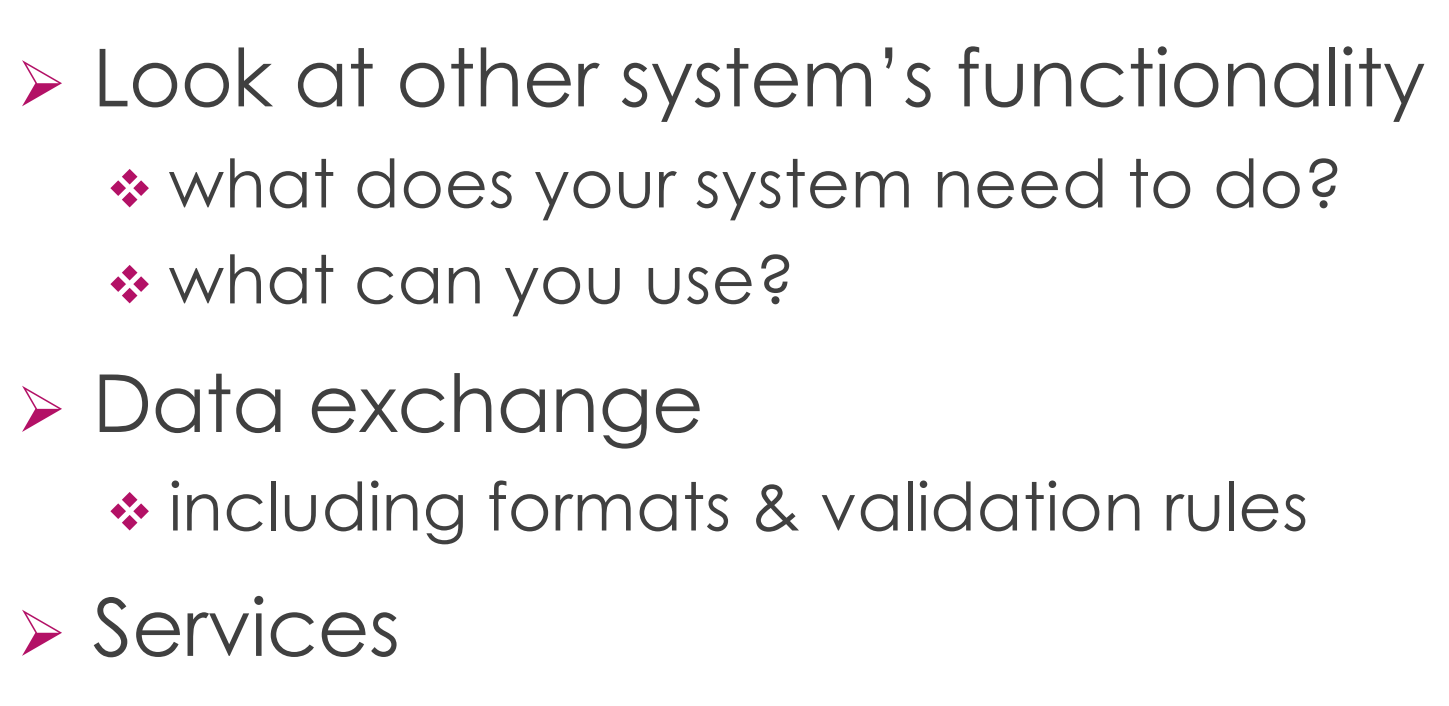 Look at other system’s functionality
what does your system need to do?
what can you use?
Data exchange
including formats & validation rules
Services